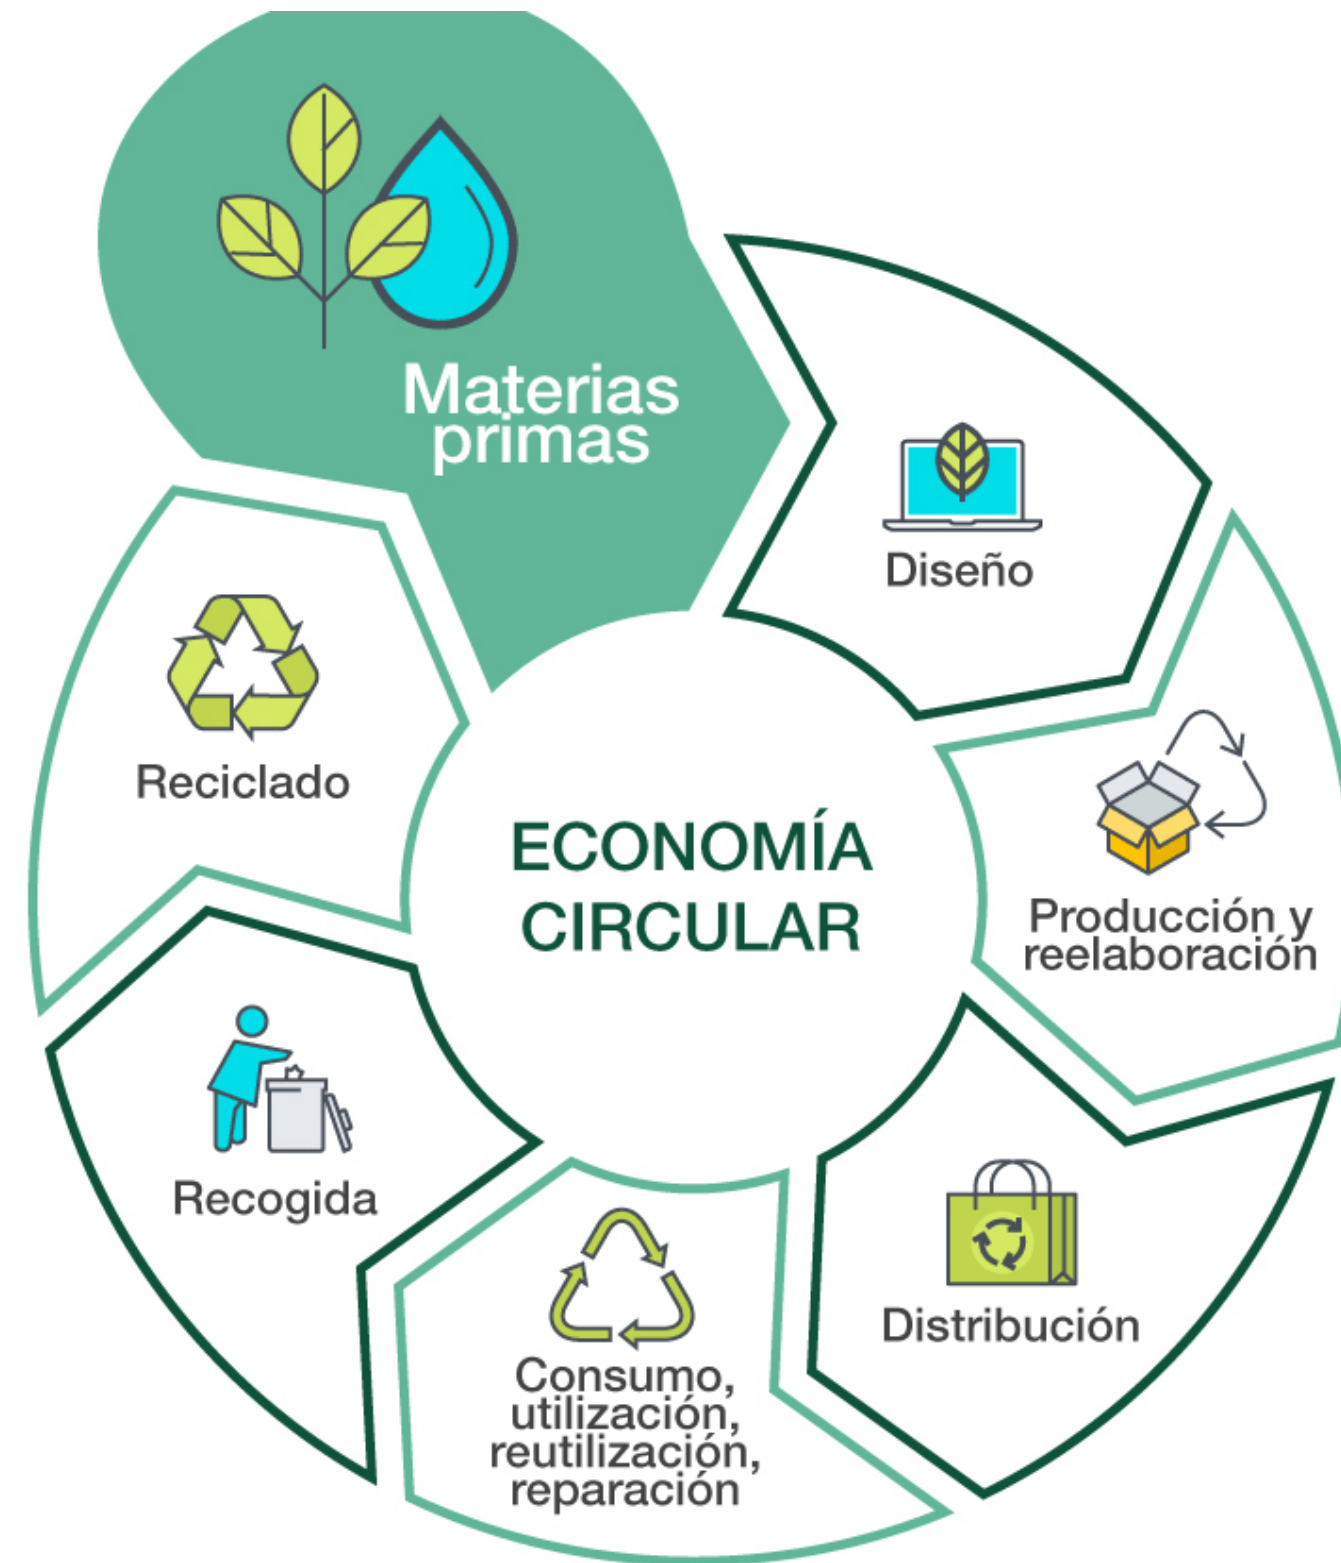 Materias
primas
Diseño
Producción y
reelaboración
Distribución
Consumo,
utilización,
reutilización,
reparación
Recogida
Reciclado
ECONOMÍA
CIRCULAR